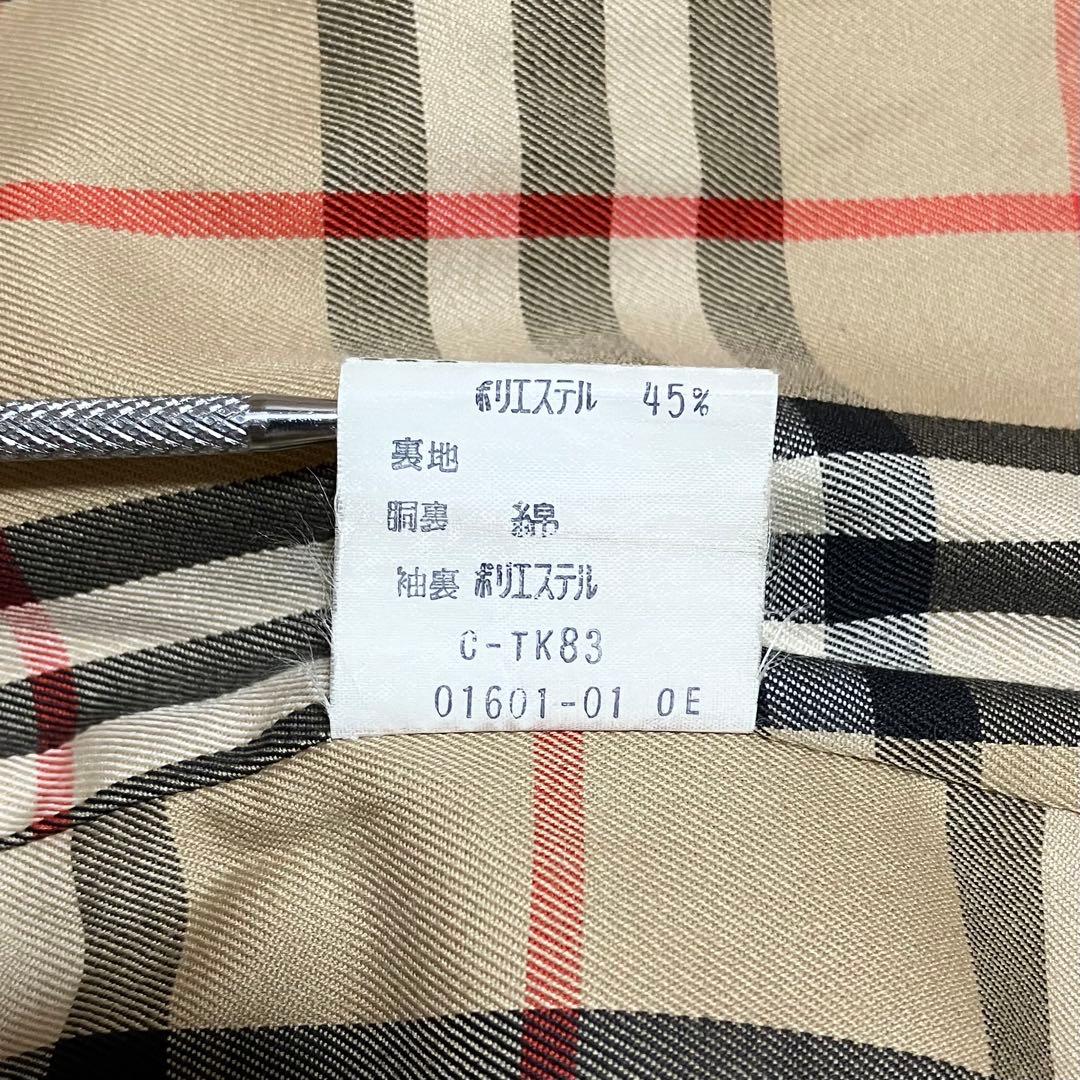 ポリエステル 45%
裏地
胴裏 綿
袖裏 ポリエステル
C-TK83
01601-01 0E